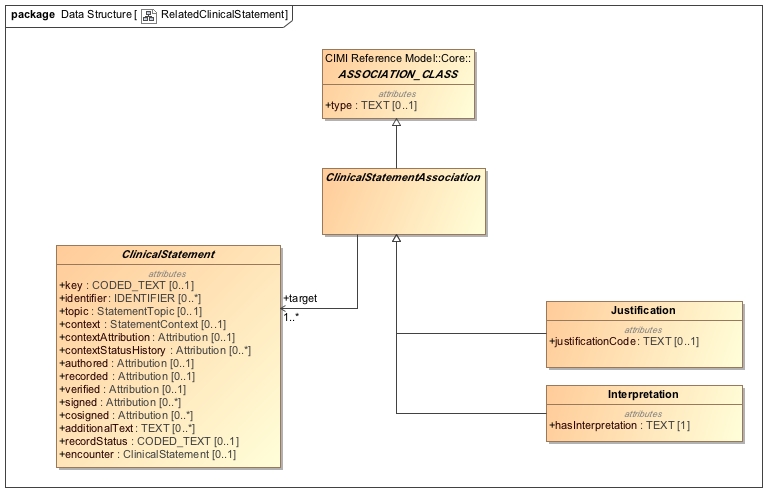 package Data Structure [ RelatedClinicalStatement]
CIMI Reference Model::Core::
ASSOCIATION_CLASS
attributes
+type : TEXT [0..1]
ClinicalStatementAssociation
ClinicalStatement
attributes
+key : CODED_TEXT [0..1]
+identifier : IDENTIFIER [0..*]
+topic : StatementTopic [0..1]
+context : StatementContext [0..1]
+contextAttribution : Attribution [0..1]
+contextStatusHistory : Attribution [0..*]
+authored : Attribution [0..1]
+recorded : Attribution [0..1]
+verified : Attribution [0..1]
+signed : Attribution [0..*]
+cosigned : Attribution [0..*]
+additionalText : TEXT [0..*]
+recordStatus : CODED_TEXT [0..1]
+encounter : ClinicalStatement [0..1]
+target
1..*
Justification
attributes
+justificationCode : TEXT [0..1]
Interpretation
attributes
+hasInterpretation : TEXT [1]